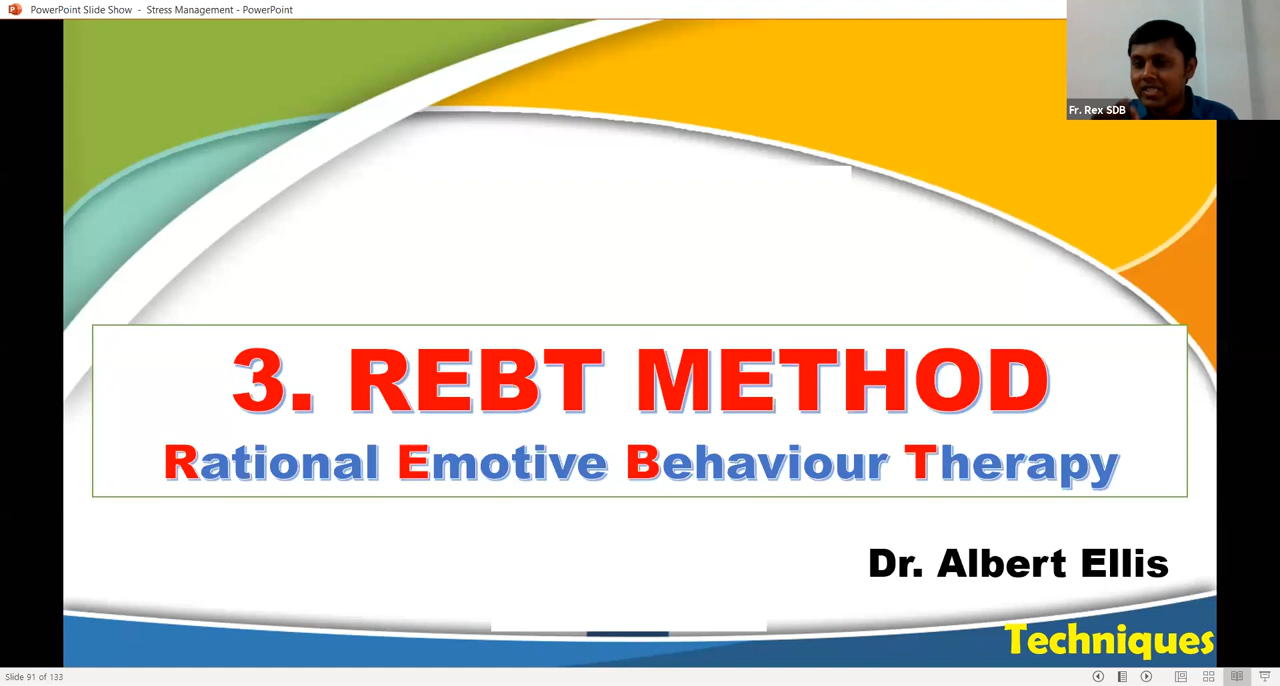 PowerPoint Slide Show - Stress Management - PowerPoint
Fr. Rex SDB
3. REBT METHOD
Rational Emotive Behaviour Therapy
Dr. Albert Ellis
Techniques
Slide 91 of 133